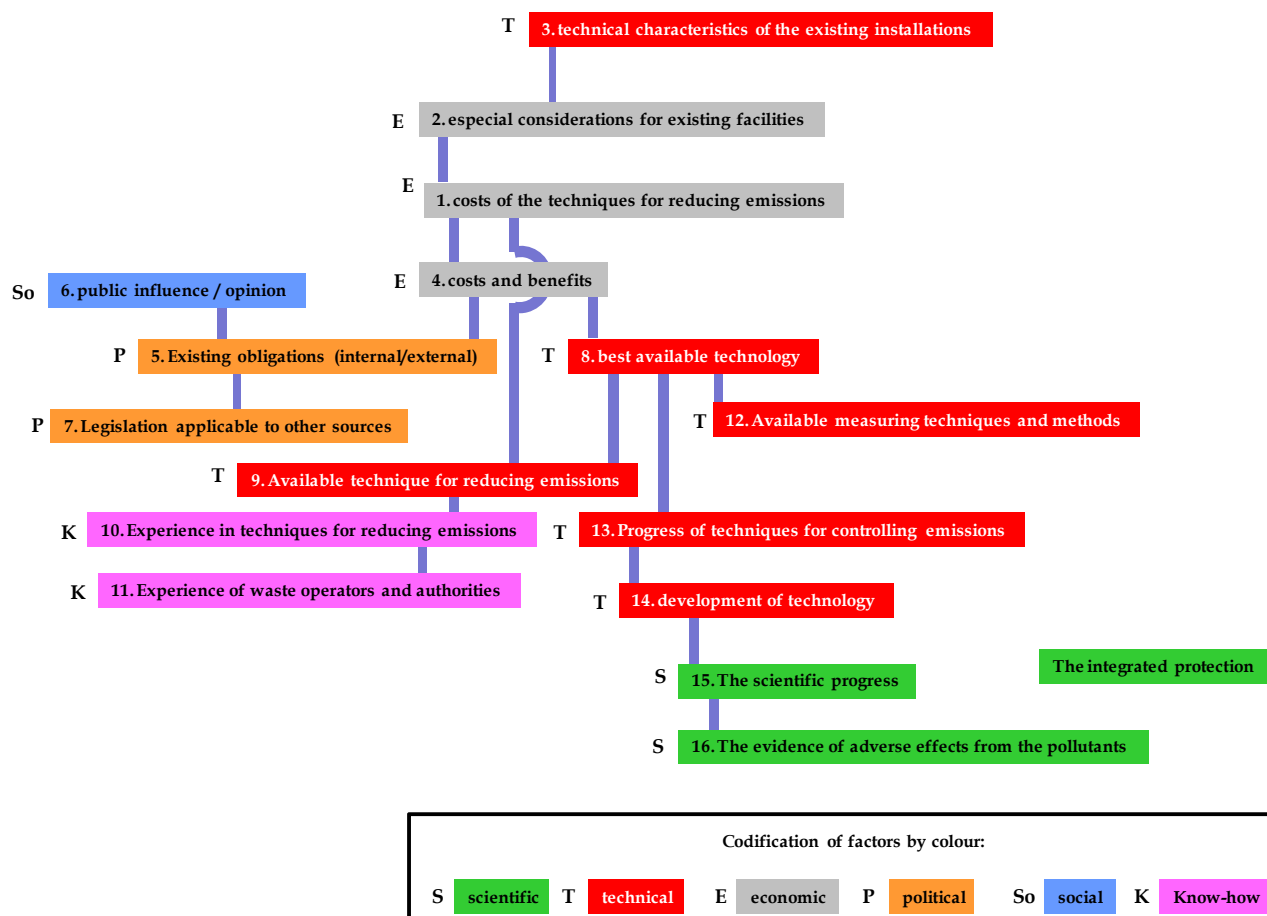 T 3. technical characteristics of the existing installations
E 2. especial considerations for existing facilities
E 1. costs of the techniques for reducing emissions
E 4. costs and benefits
So 6. public influence / opinion
P 5. Existing obligations (internal/external)
T 8. best available technology
P 7. Legislation applicable to other sources
T 12. Available measuring techniques and methods
T 9. Available technique for reducing emissions
K 10. Experience in techniques for reducing emissions
T 13. Progress of techniques for controlling emissions
K 11. Experience of waste operators and authorities
T 14. development of technology
The integrated protection
S 15. The scientific progress
S 16. The evidence of adverse effects from the pollutants
Codification of factors by colour:
S scientific T technical E economic P political So social K Know-how